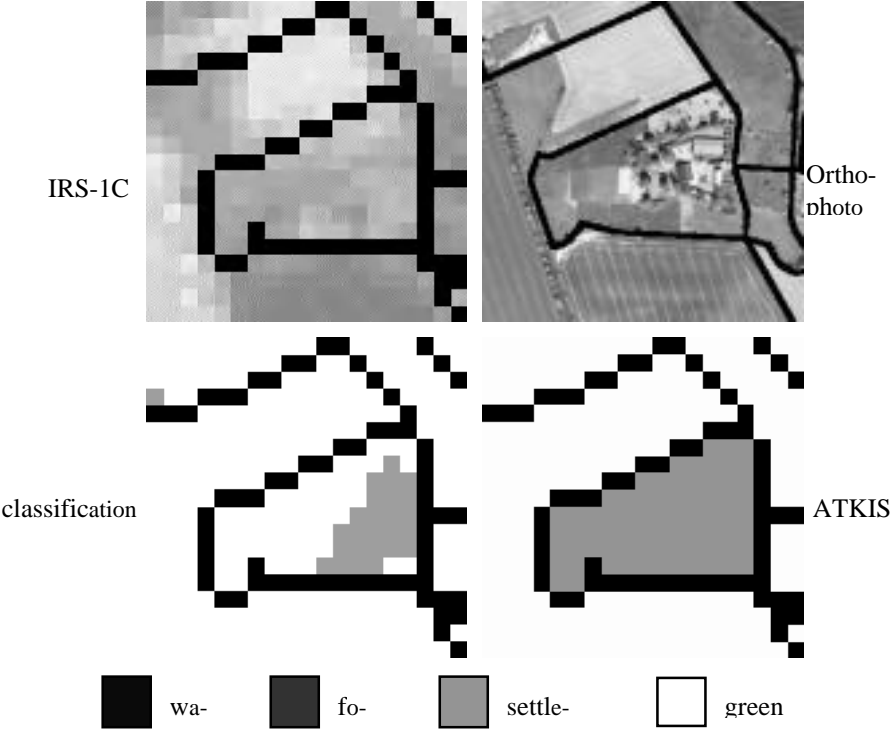 IRS-1C
Ortho-
photo
classification
ATKIS
wa-
fo-
settle-
green